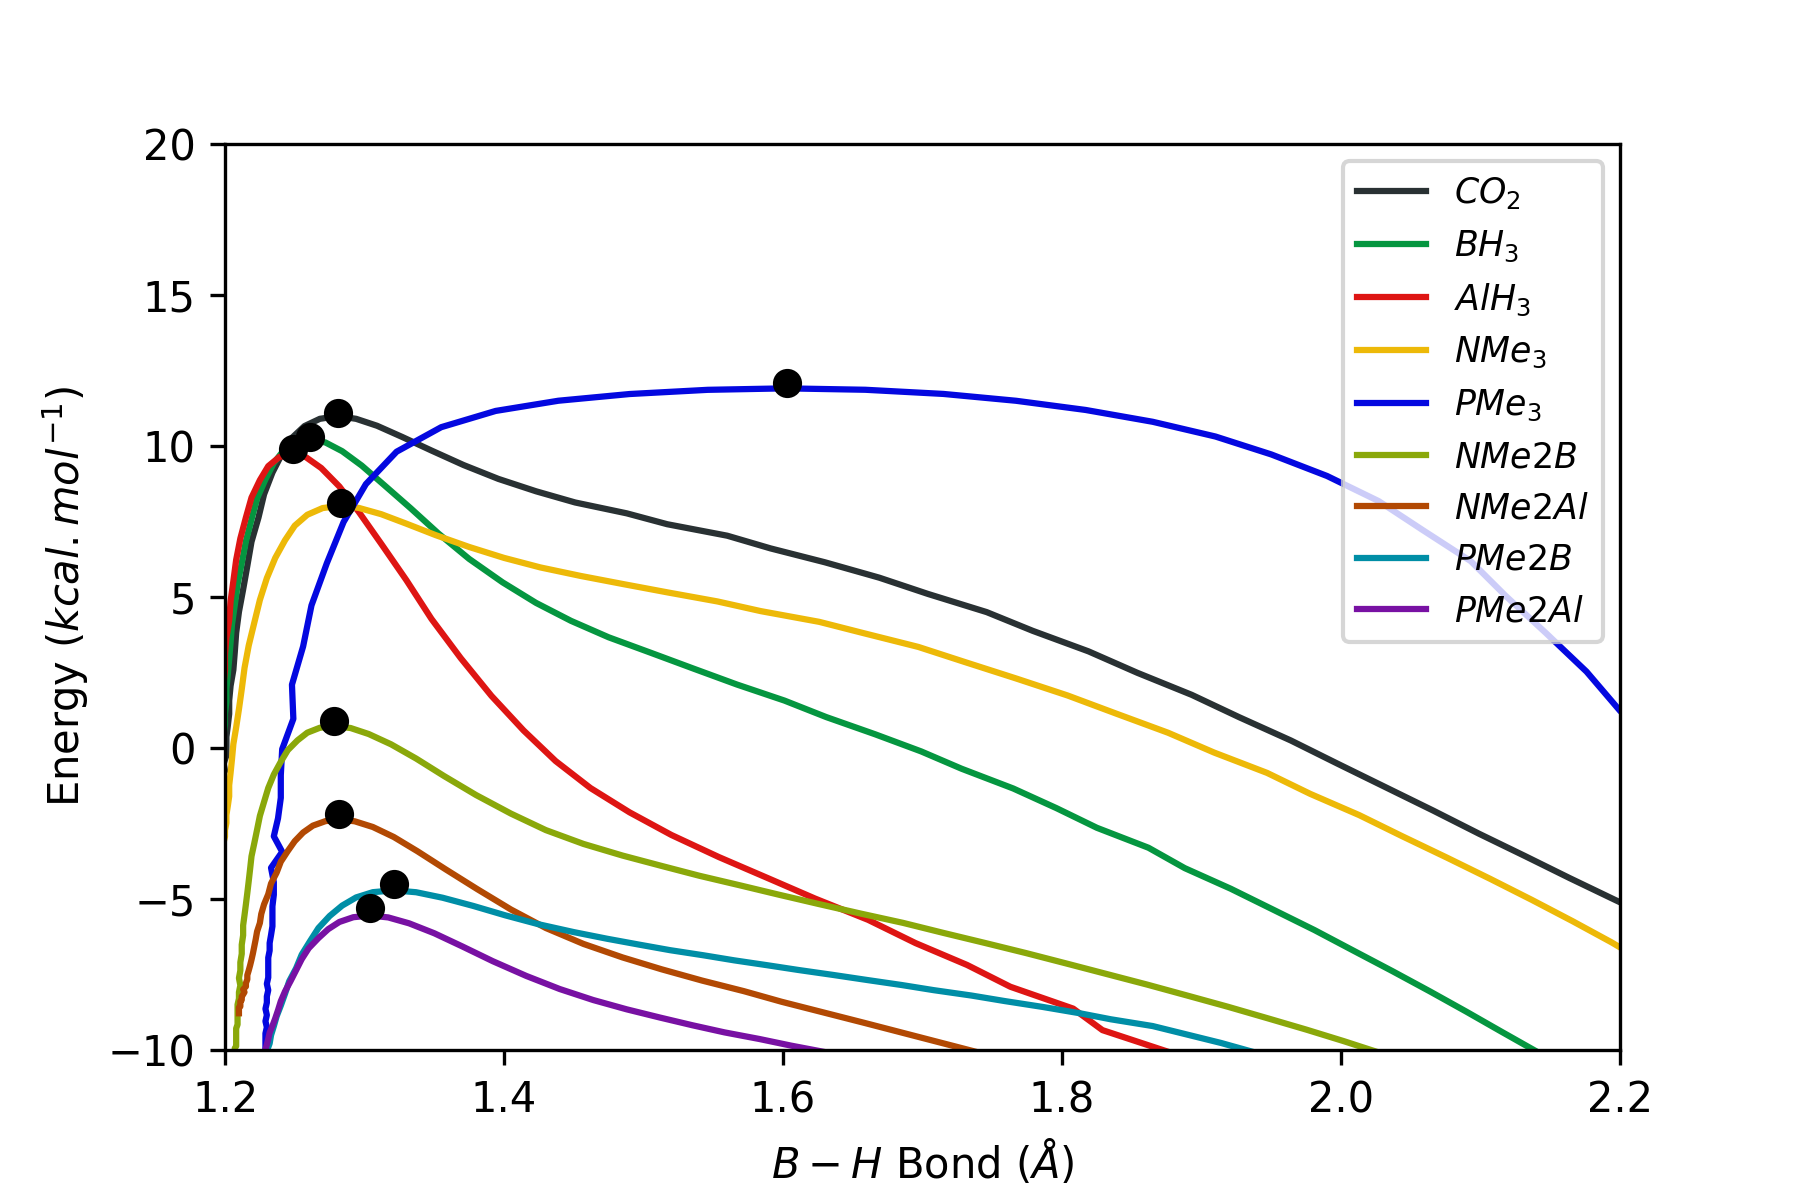 20
15
10
5
0
−5
−10
Energy (kcal.mol⁻¹)
CO₂
BH₃
AlH₃
NMe₃
PMe₃
NMe2B
NMe2Al
PMe2B
PMe2Al
1.2 1.4 1.6 1.8 2.0 2.2
B − H Bond (Å)